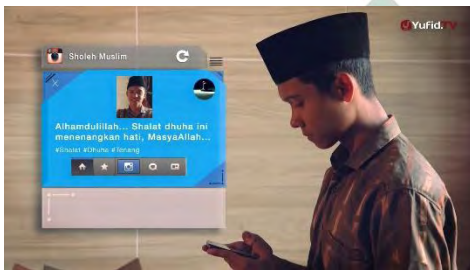 Yufid.TV
Sholeh Muslim
Alhamdulillah... Shalat dhuha ini
menenangkan hati, MasyaAllah...
#Shalat #Dhuha #Tenang